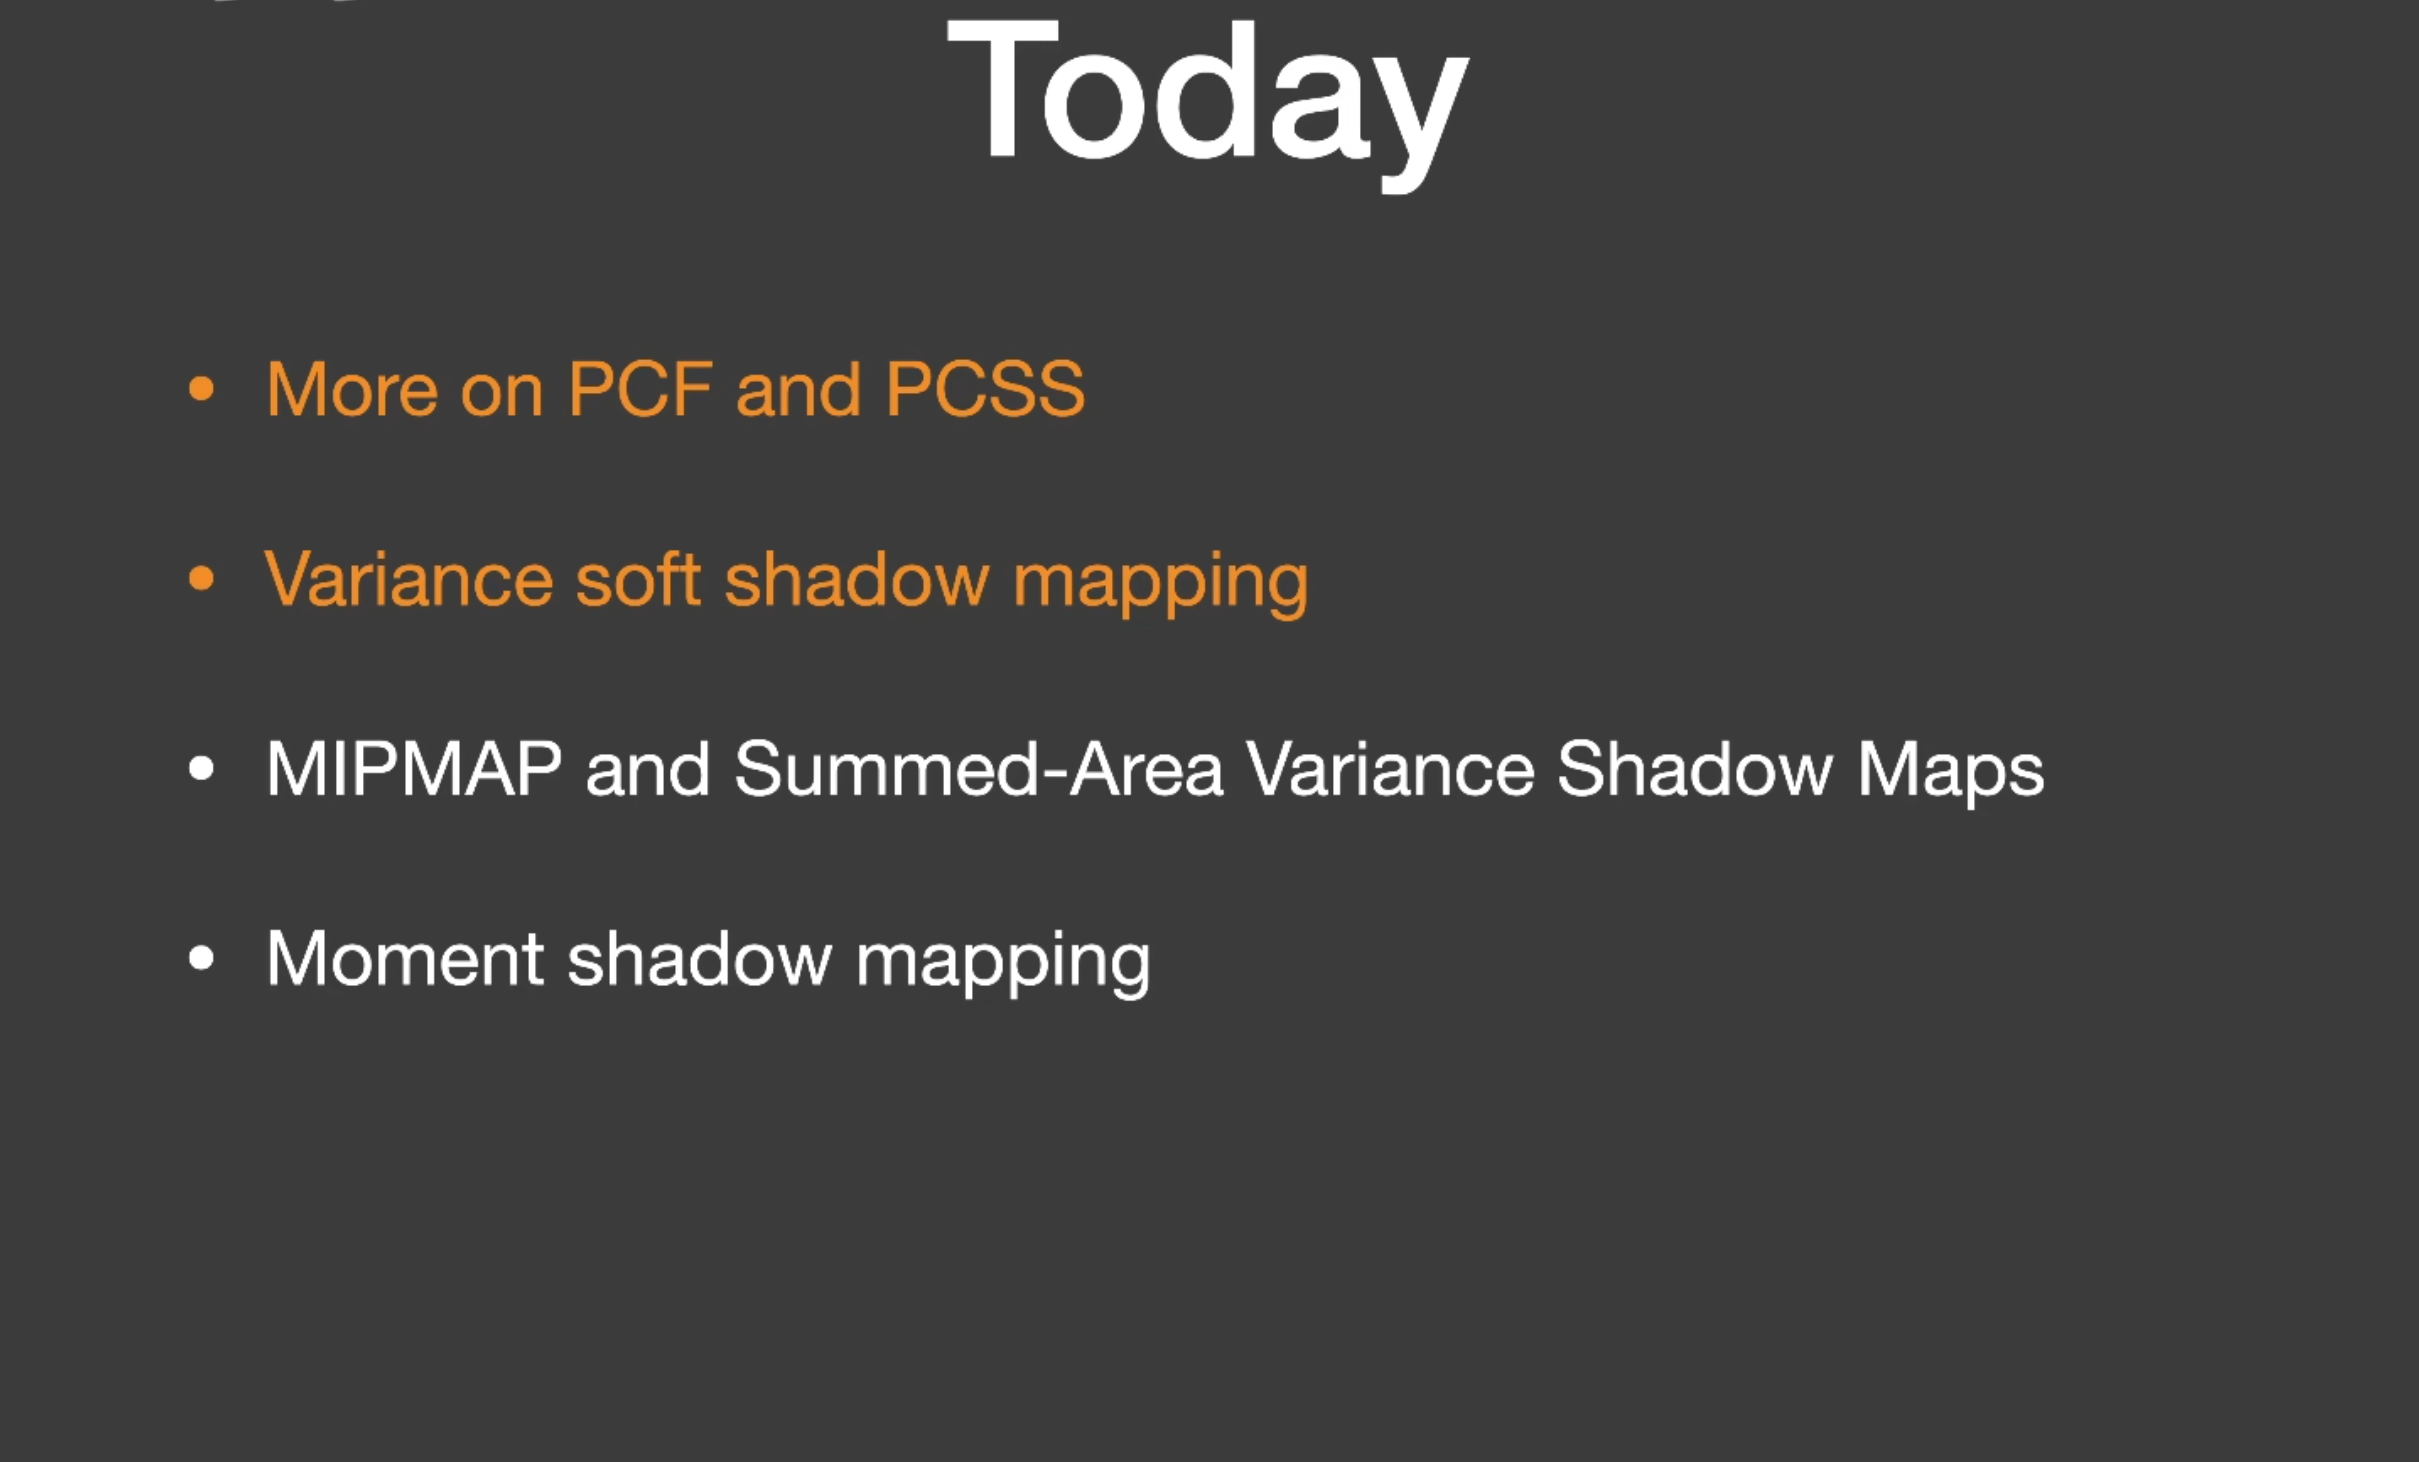 Today
• More on PCF and PCSS
• Variance soft shadow mapping
• MIPMAP and Summed-Area Variance Shadow Maps
• Moment shadow mapping